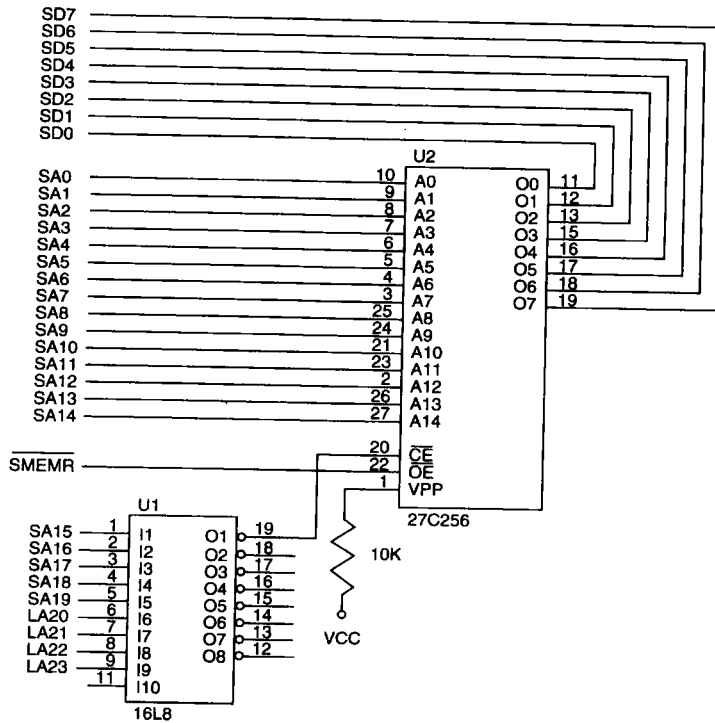 SD7
SD6
SD5
SD4
SD3
SD2
SD1
SD0
U2
SA0 10 A0 O0 11
SA1 9 A1 O1 12
SA2 8 A2 O2 13
SA3 7 A3 O3 15
SA4 6 A4 O4 16
SA5 5 A5 O5 17
SA6 4 A6 O6 18
SA7 3 A7 O7 19
SA8 25 A8
SA9 24 A9
SA10 21 A10
SA11 23 A11
SA12 2 A12
SA13 26 A13
SA14 27 A14
20 CE
SMEMR 22 OE
1 VPP
27C256
U1
SA15 1 I1 O1 19
SA16 2 I2 O2 18
SA17 3 I3 O3 17
SA18 4 I4 O4 16
SA19 5 I5 O5 15
LA20 6 I6 O6 14
LA21 7 I7 O7 13
LA22 8 I8 O8 12
LA23 9 I9
11 I10
16L8
10K
VCC